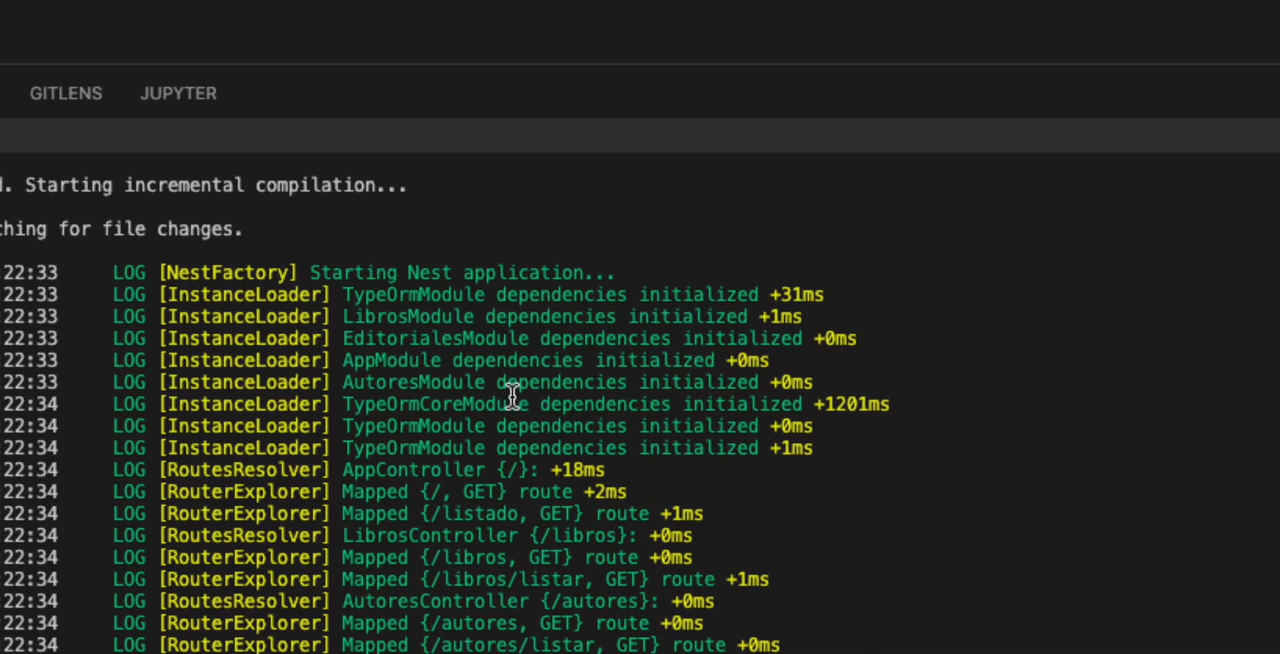 GITLENS JUPYTER
. Starting incremental compilation...
ching for file changes.
:22:33 LOG [NestFactory] Starting Nest application...
:22:33 LOG [InstanceLoader] TypeOrmModule dependencies initialized +31ms
:22:33 LOG [InstanceLoader] LibrosModule dependencies initialized +1ms
:22:33 LOG [InstanceLoader] EditorialesModule dependencies initialized +0ms
:22:33 LOG [InstanceLoader] AppModule dependencies initialized +0ms
:22:33 LOG [InstanceLoader] AutoresModule dependencies initialized +0ms
:22:34 LOG [InstanceLoader] TypeOrmCoreModule dependencies initialized +1201ms
:22:34 LOG [InstanceLoader] TypeOrmModule dependencies initialized +0ms
:22:34 LOG [InstanceLoader] TypeOrmModule dependencies initialized +1ms
:22:34 LOG [RoutesResolver] AppController {/}: +18ms
:22:34 LOG [RouterExplorer] Mapped {/, GET} route +2ms
:22:34 LOG [RouterExplorer] Mapped {/listado, GET} route +1ms
:22:34 LOG [RoutesResolver] LibrosController {/libros}: +0ms
:22:34 LOG [RouterExplorer] Mapped {/libros, GET} route +0ms
:22:34 LOG [RouterExplorer] Mapped {/libros/listar, GET} route +1ms
:22:34 LOG [RoutesResolver] AutoresController {/autores}: +0ms
:22:34 LOG [RouterExplorer] Mapped {/autores, GET} route +0ms
:22:34 LOG [RouterExplorer] Mapped {/autores/listar, GET} route +0ms